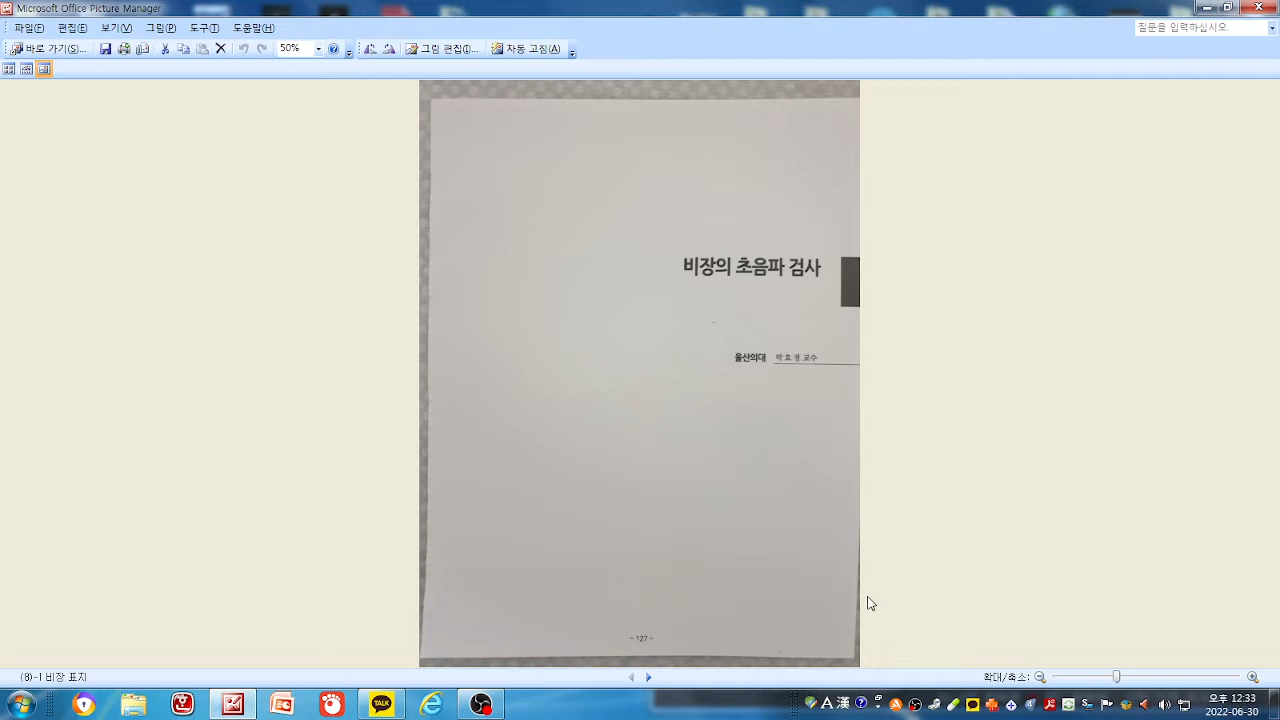 Microsoft Office Picture Manager
파일(F) 편집(E) 보기(V) 그림(P) 도구(T) 도움말(H)
질문을 입력하십시오.
바로 가기(S)... 50% 그림 편집(E)... 자동 고침(A)
비장의 초음파 검사
울산의대 박효정 교수
- 127 -
(8)-1 비장 표지
확대/축소:
TALK
A 漢
오후 12:33
2022-06-30